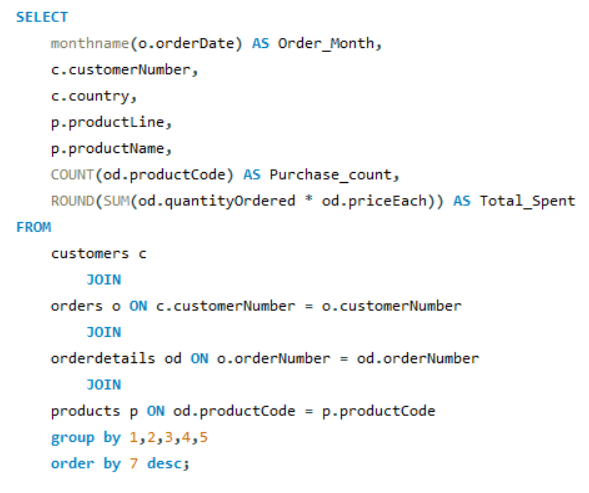 SELECT
monthname(o.orderDate) AS Order_Month,
c.customerNumber,
c.country,
p.productLine,
p.productName,
COUNT(od.productCode) AS Purchase_count,
ROUND(SUM(od.quantityOrdered * od.priceEach)) AS Total_Spent
FROM
customers c
JOIN
orders o ON c.customerNumber = o.customerNumber
JOIN
orderdetails od ON o.orderNumber = od.orderNumber
JOIN
products p ON od.productCode = p.productCode
group by 1,2,3,4,5
order by 7 desc;